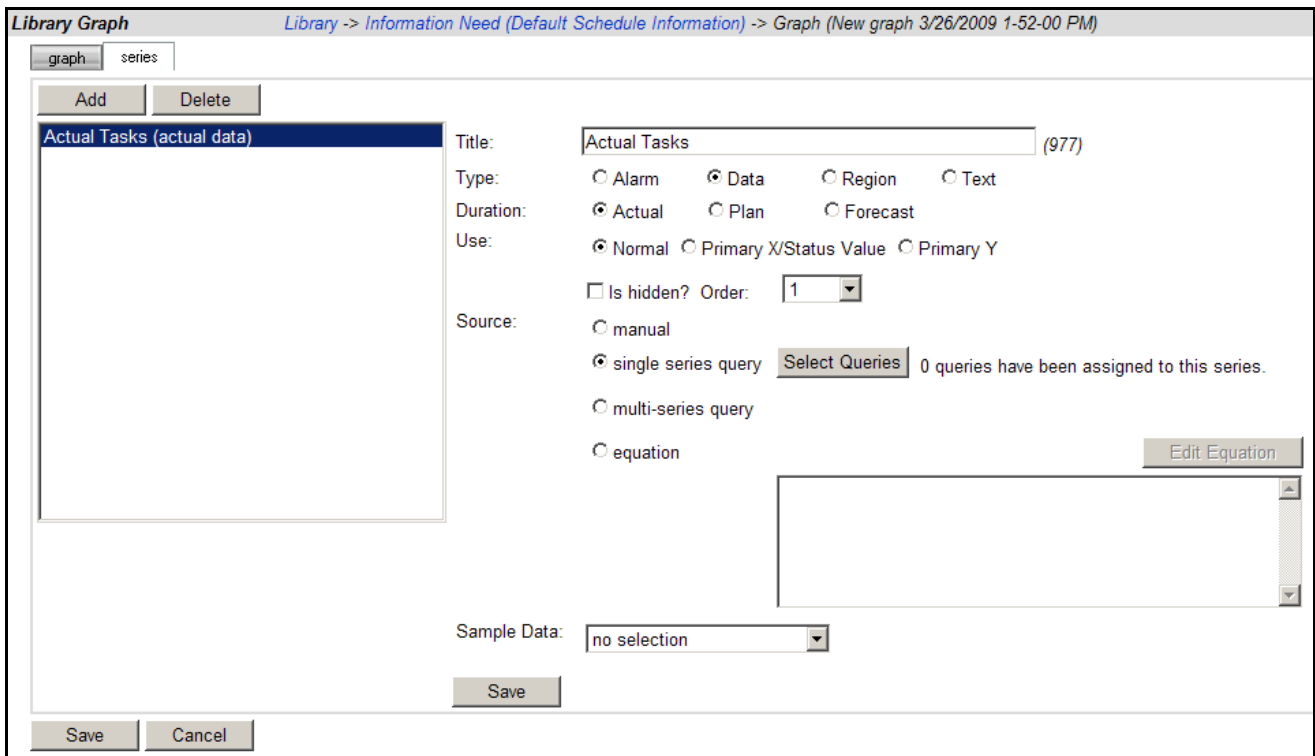 Library Graph Library -> Information Need (Default Schedule Information) -> Graph (New graph 3/26/2009 1-52-00 PM)
graph series
Add Delete
Actual Tasks (actual data)
Title: Actual Tasks (977)
Type: Alarm Data Region Text
Duration: Actual Plan Forecast
Use: Normal Primary X/Status Value Primary Y
Is hidden? Order: 1
Source: manual
single series query Select Queries 0 queries have been assigned to this series.
multi-series query
equation Edit Equation
Sample Data: no selection
Save
Save Cancel